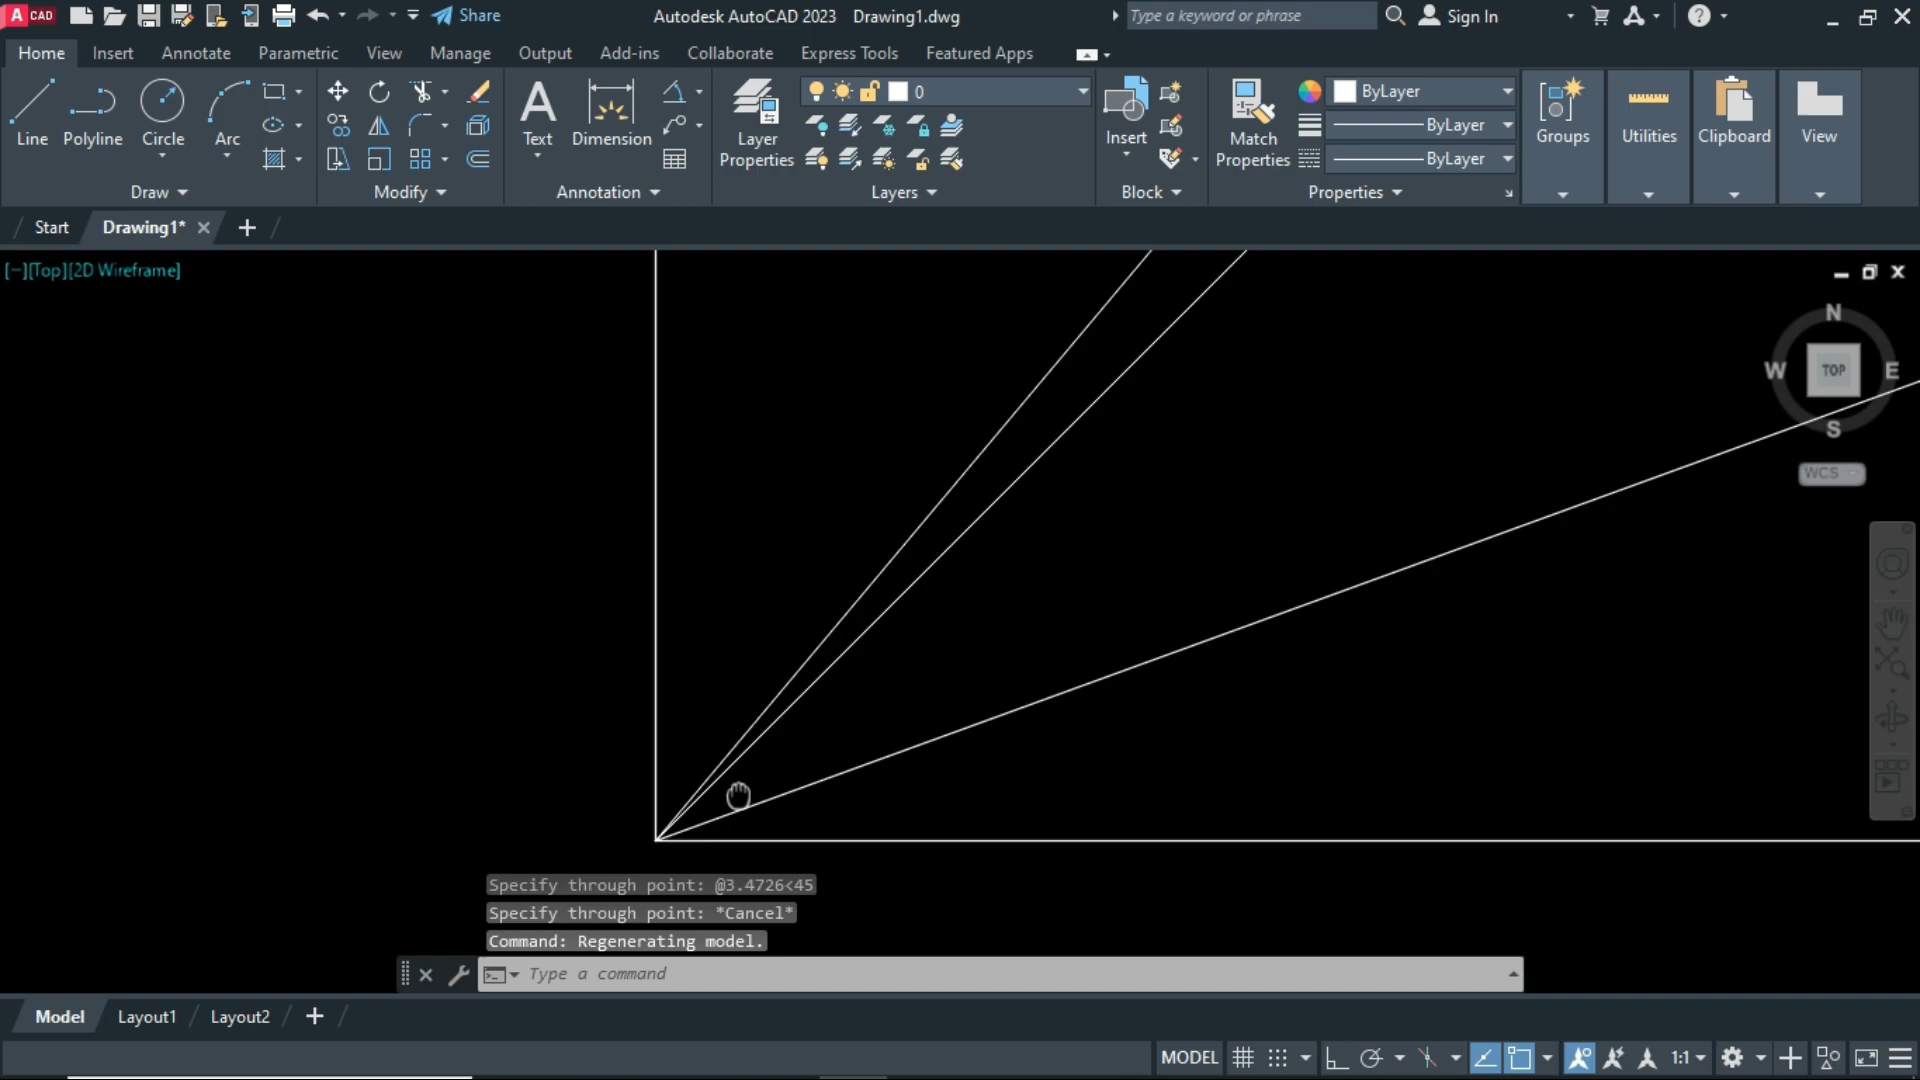 A CAD
Share
Autodesk AutoCAD 2023 Drawing1.dwg
Type a keyword or phrase
Sign In
Home Insert Annotate Parametric View Manage Output Add-ins Collaborate Express Tools Featured Apps
Line Polyline Circle Arc
Text Dimension
Layer Properties
0
Insert
Match Properties
ByLayer
ByLayer
ByLayer
Groups Utilities Clipboard View
Draw Modify Annotation Layers Block Properties
Start Drawing1*
[−][Top][2D Wireframe]
N
W TOP E
S
WCS
Specify through point: @3.4726<45
Specify through point: *Cancel*
Command: Regenerating model.
Type a command
Model Layout1 Layout2
MODEL 1:1